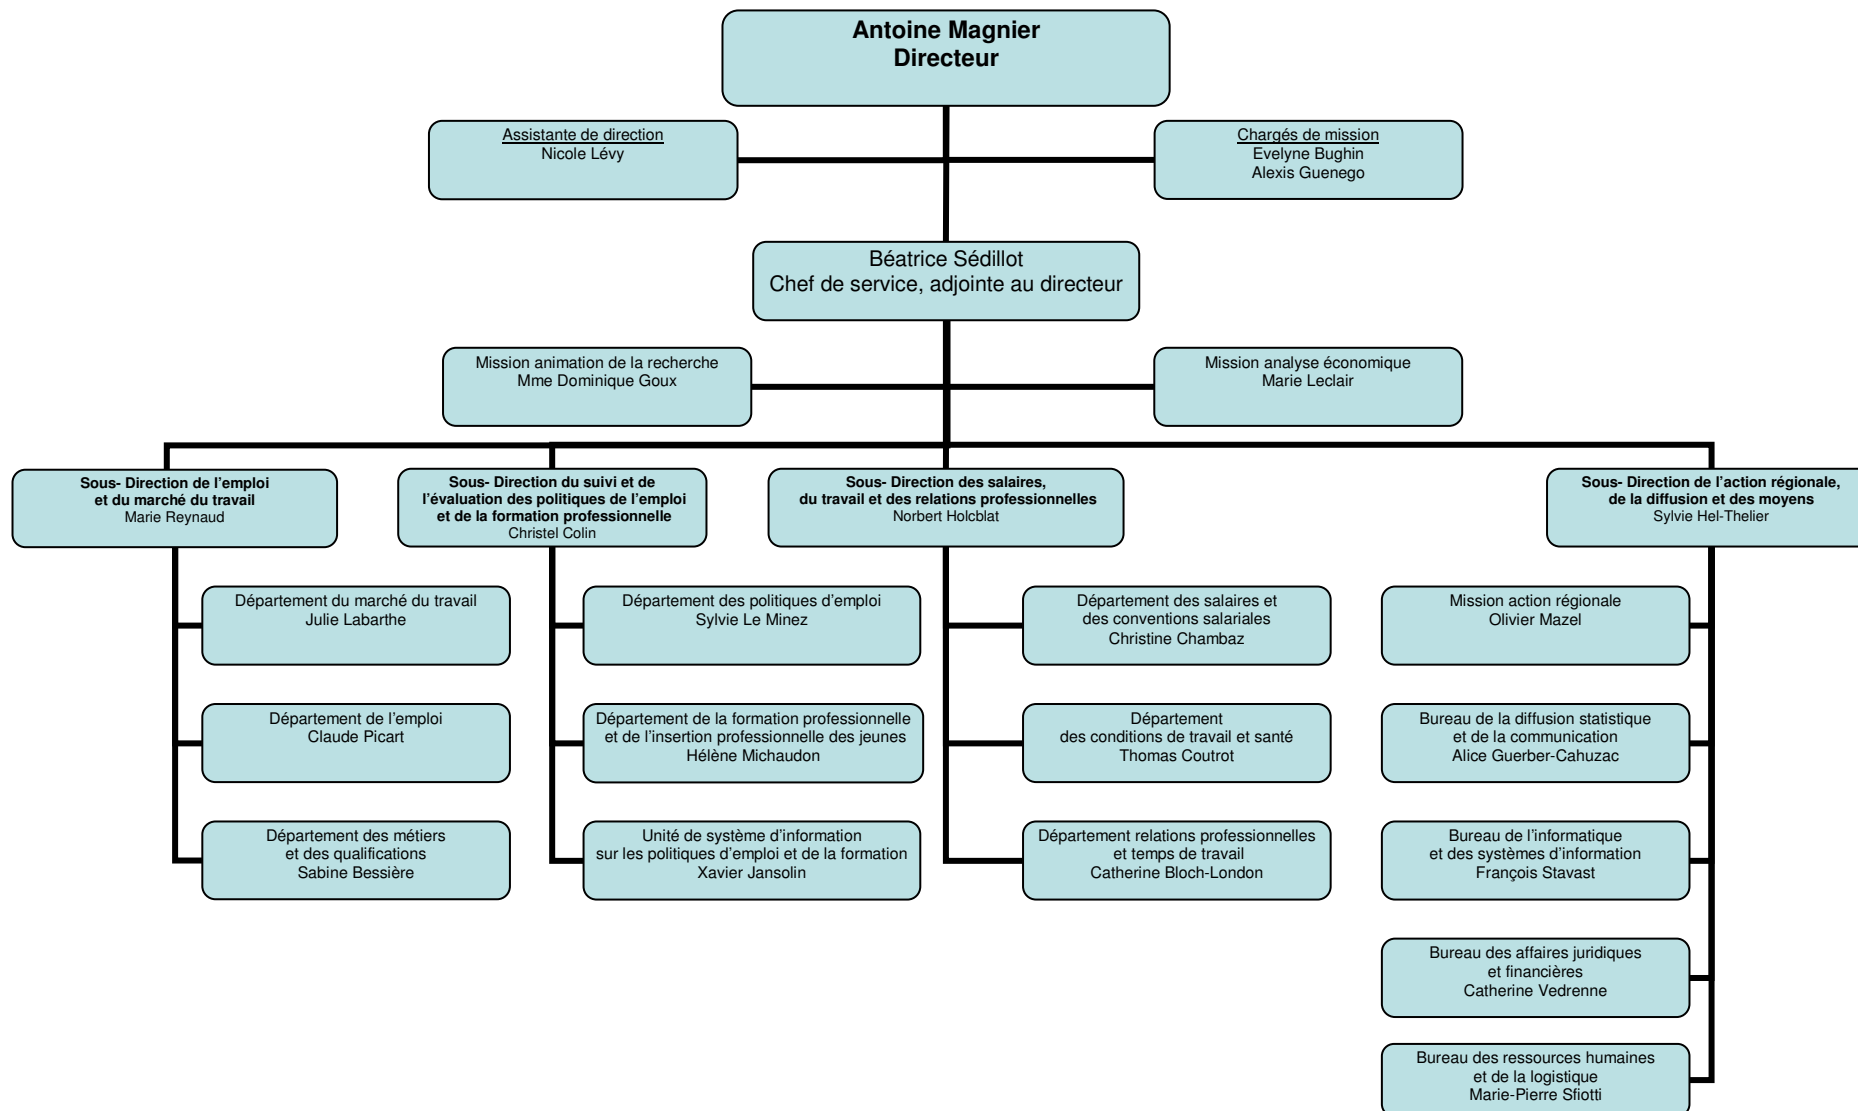 Antoine Magnier
Directeur
Assistante de direction
Nicole Lévy
Chargés de mission
Evelyne Bughin
Alexis Guenego
Béatrice Sédillot
Chef de service, adjointe au directeur
Mission animation de la recherche
Mme Dominique Goux
Mission analyse économique
Marie Leclair
Sous- Direction de l'emploi
et du marché du travail
Marie Reynaud
Sous- Direction du suivi et de
l'évaluation des politiques de l'emploi
et de la formation professionnelle
Christel Colin
Sous- Direction des salaires,
du travail et des relations professionnelles
Norbert Holcblat
Sous- Direction de l'action régionale,
de la diffusion et des moyens
Sylvie Hel-Thelier
Département du marché du travail
Julie Labarthe
Département des politiques d'emploi
Sylvie Le Minez
Département des salaires et
des conventions salariales
Christine Chambaz
Mission action régionale
Olivier Mazel
Département de l'emploi
Claude Picart
Département de la formation professionnelle
et de l'insertion professionnelle des jeunes
Hélène Michaudon
Département
des conditions de travail et santé
Thomas Coutrot
Bureau de la diffusion statistique
et de la communication
Alice Guerber-Cahuzac
Département des métiers
et des qualifications
Sabine Bessière
Unité de système d'information
sur les politiques d'emploi et de la formation
Xavier Jansolin
Département relations professionnelles
et temps de travail
Catherine Bloch-London
Bureau de l'informatique
et des systèmes d'information
François Stavast
Bureau des affaires juridiques
et financières
Catherine Vedrenne
Bureau des ressources humaines
et de la logistique
Marie-Pierre Sfiotti